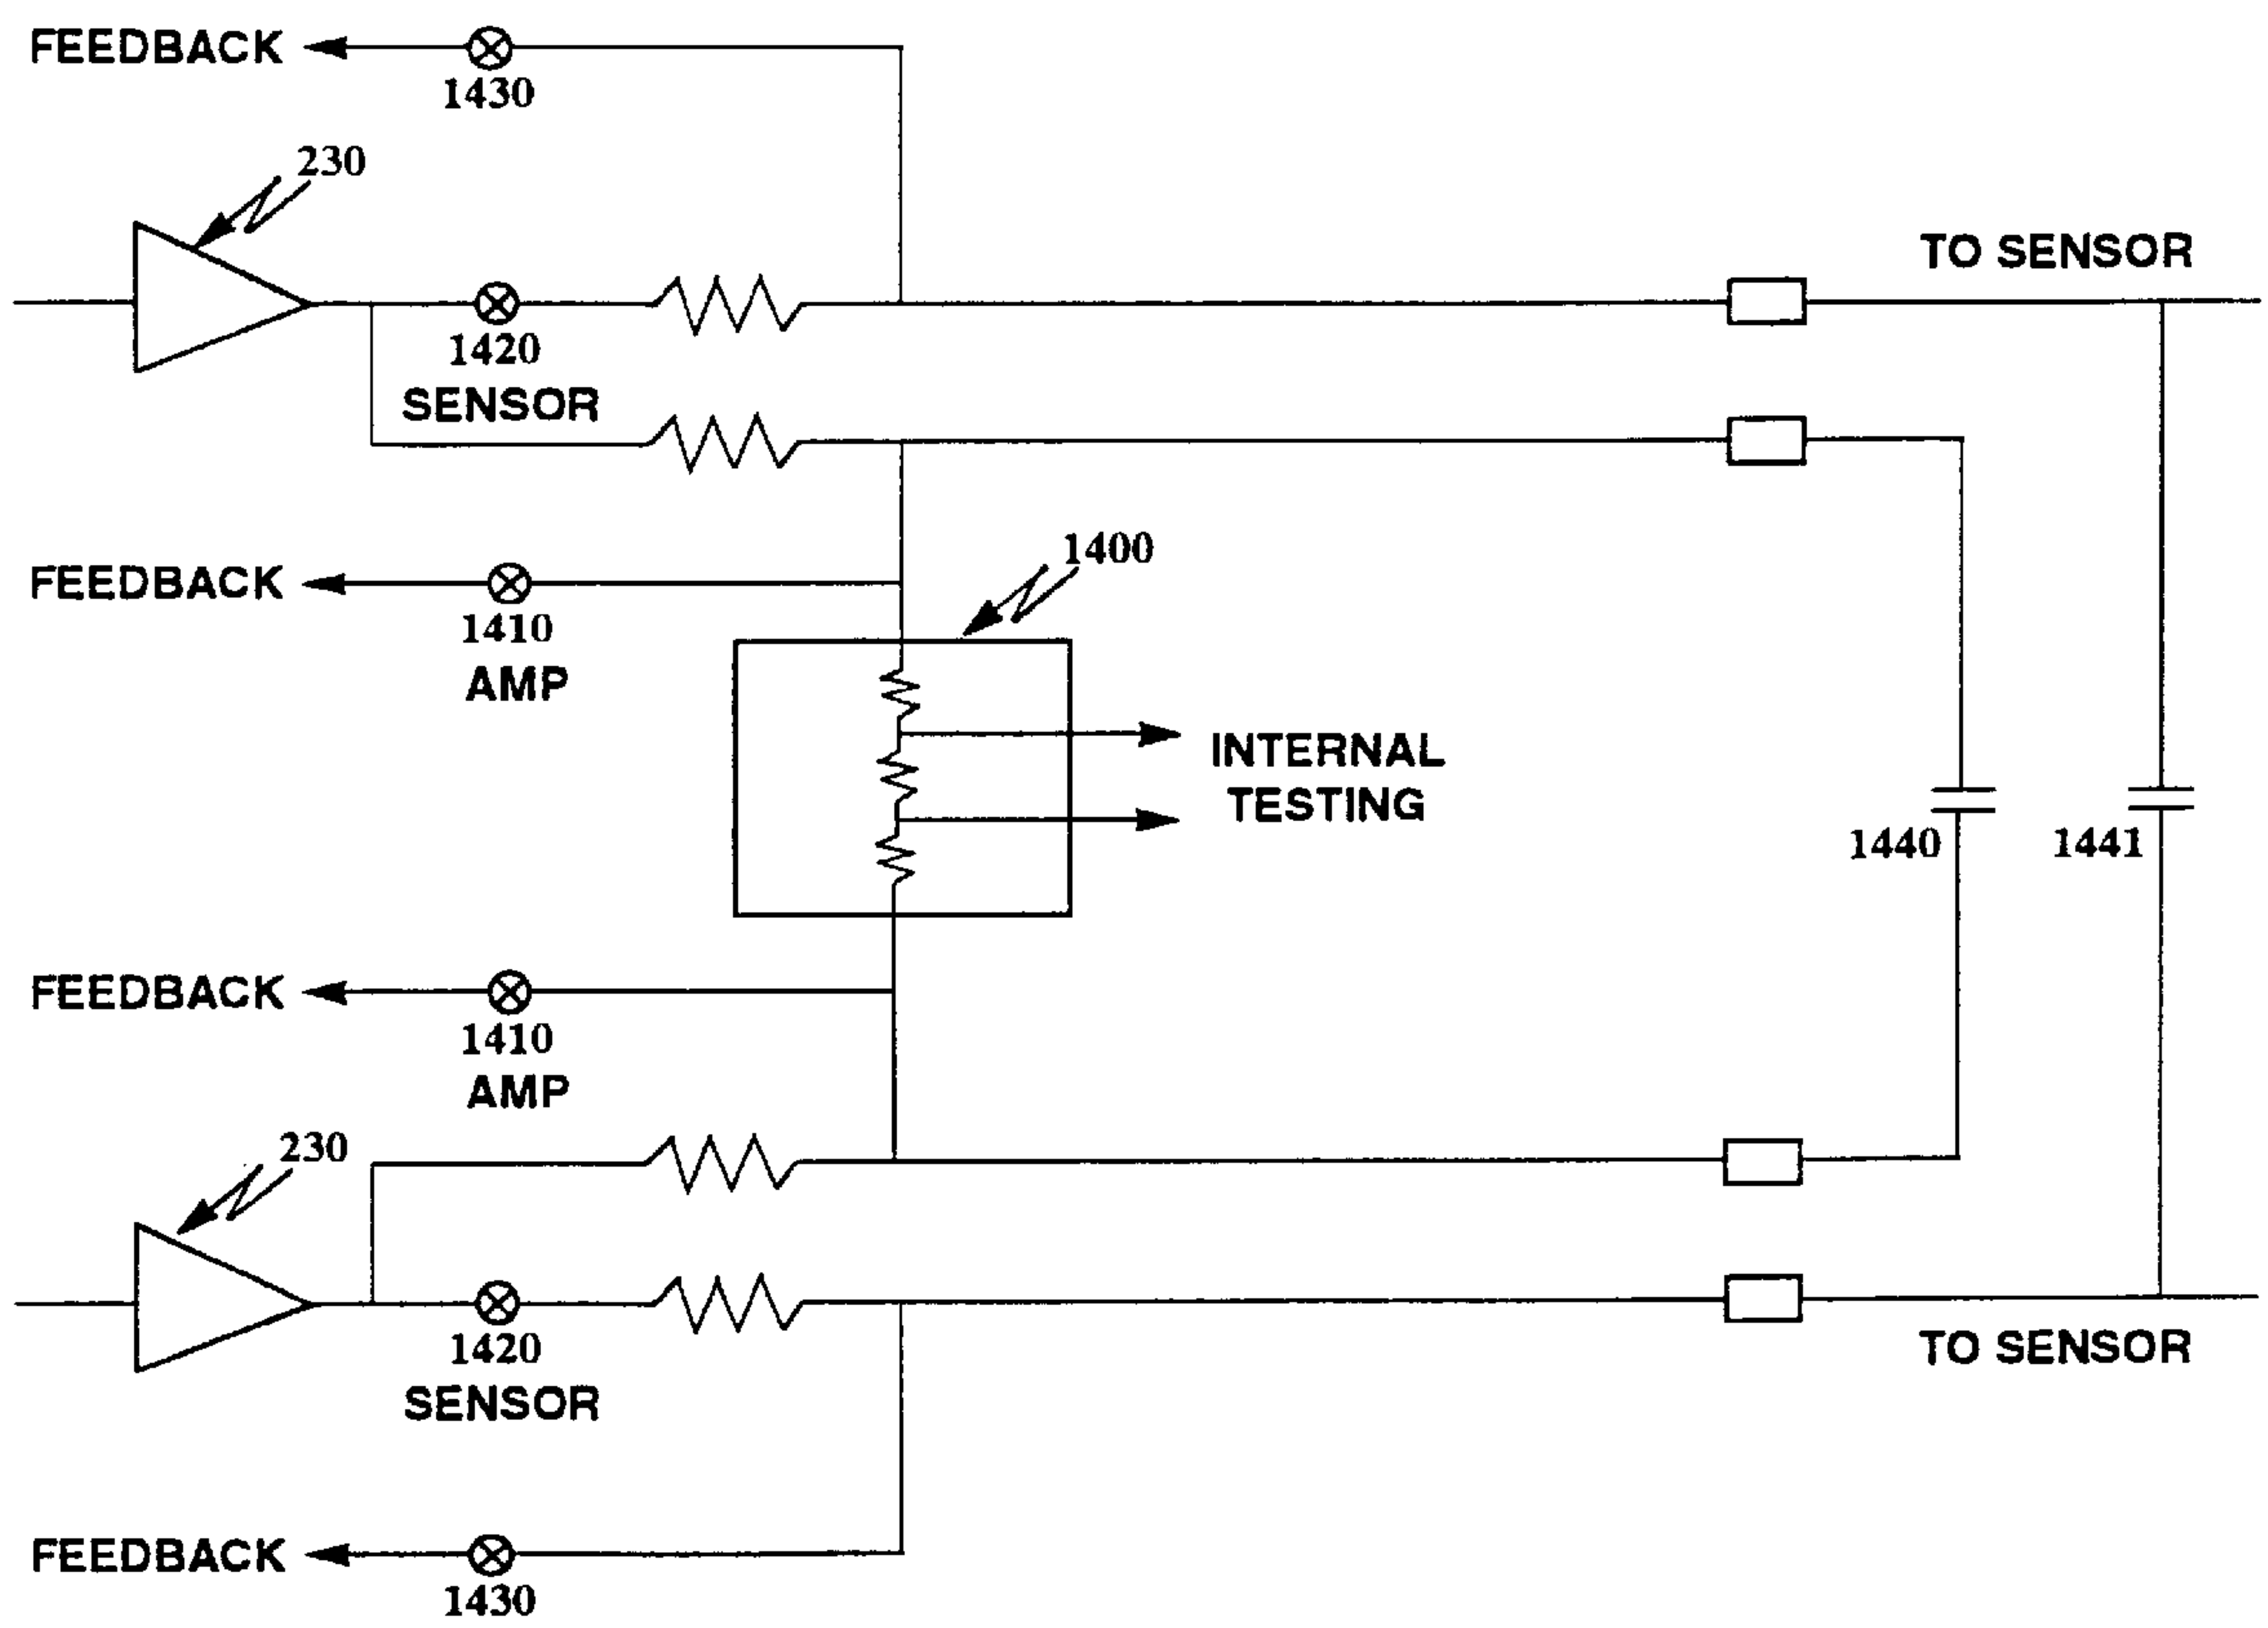 FEEDBACK
1430
230
TO SENSOR
1420
SENSOR
1400
FEEDBACK
1410
AMP
INTERNAL
TESTING
1440
1441
FEEDBACK
1410
AMP
230
1420
SENSOR
TO SENSOR
FEEDBACK
1430